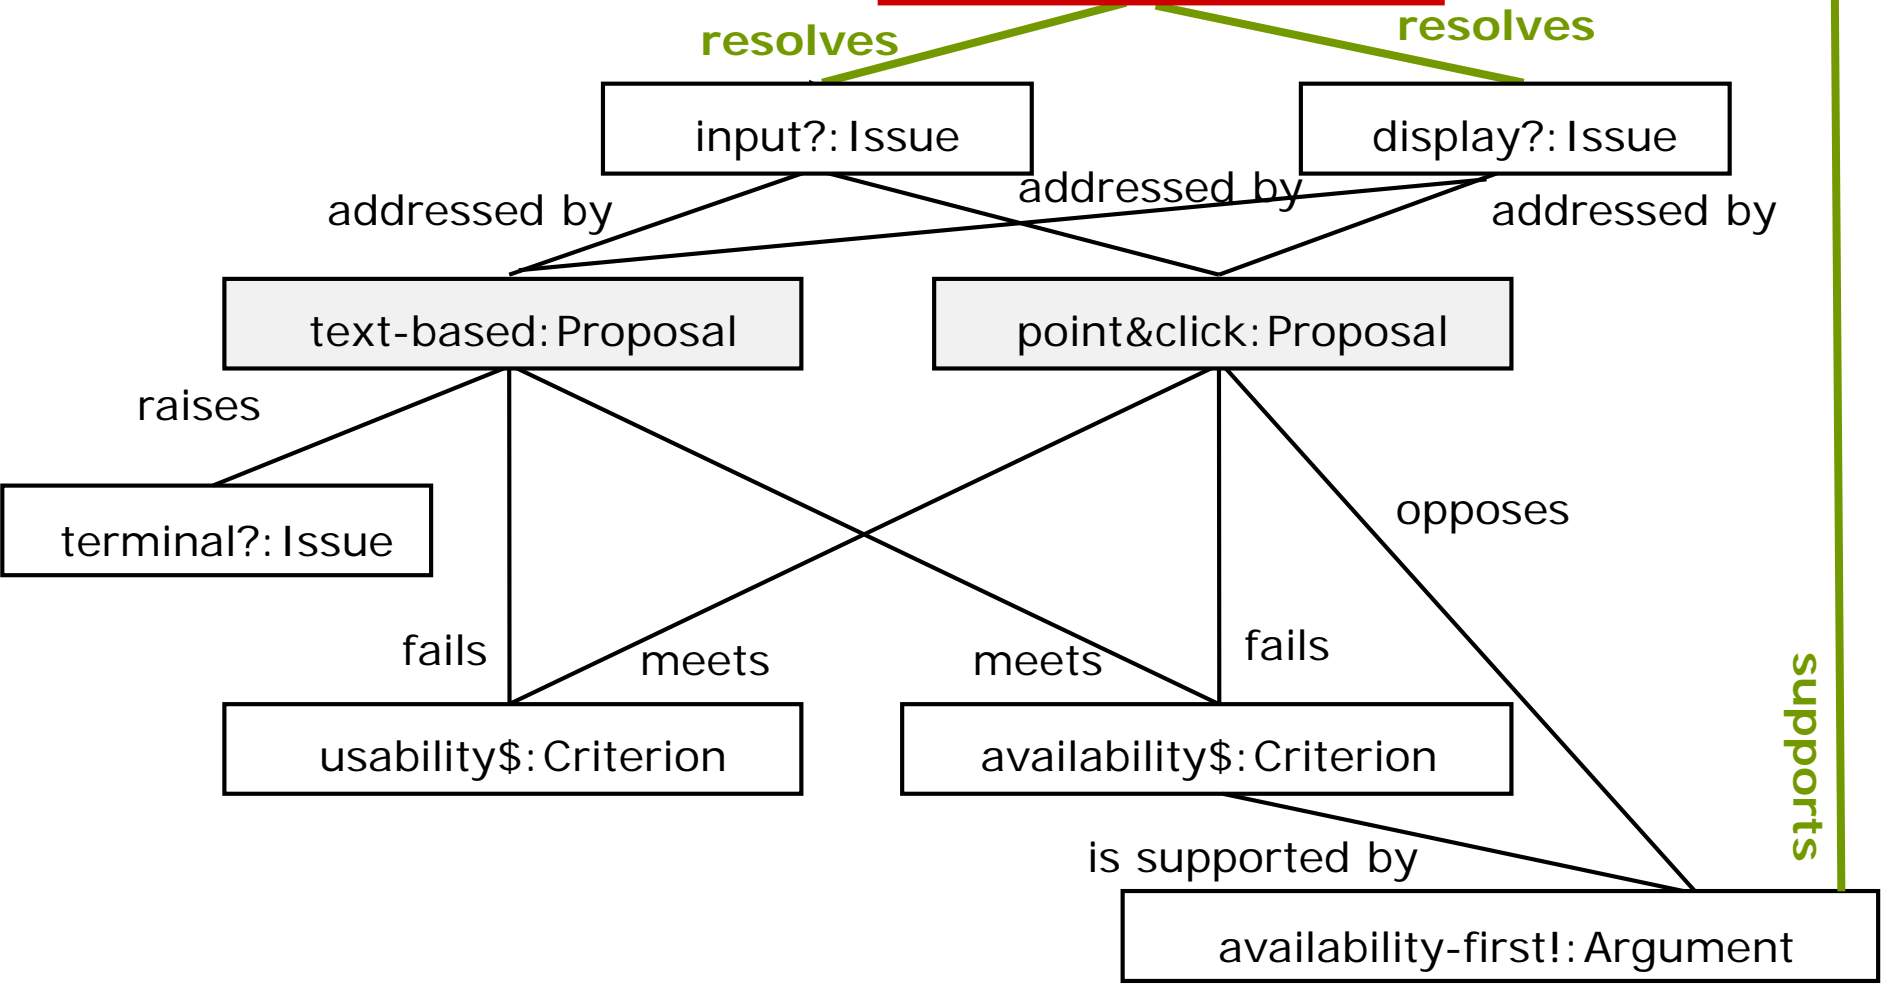 resolves
resolves
input?:Issue
display?:Issue
addressed by
addressed by
addressed by
text-based:Proposal
point&click:Proposal
raises
terminal?:Issue
opposes
fails
meets
meets
fails
supports
usability$:Criterion
availability$:Criterion
is supported by
availability-first!:Argument